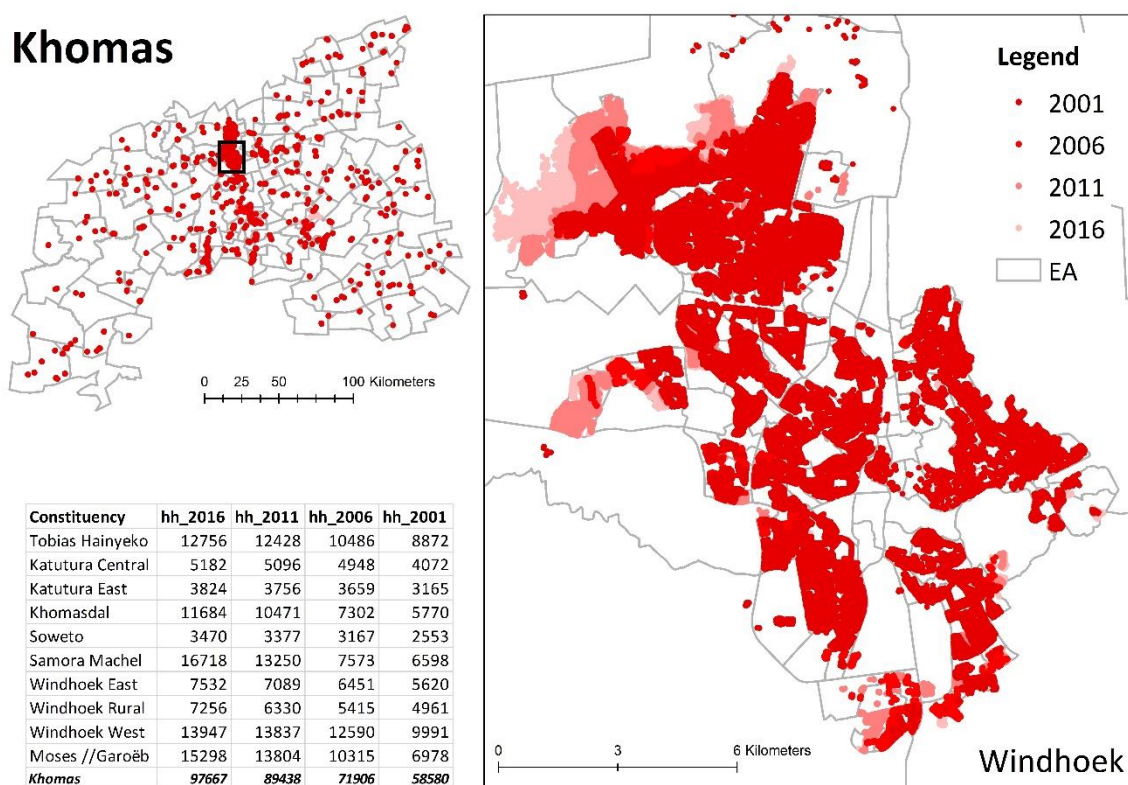 Khomas
0 25 50 100 Kilometers
Constituency hh_2016 hh_2011 hh_2006 hh_2001
Tobias Hainyeko 12756 12428 10486 8872
Katutura Central 5182 5096 4948 4072
Katutura East 3824 3756 3659 3165
Khomasdal 11684 10471 7302 5770
Soweto 3470 3377 3167 2553
Samora Machel 16718 13250 7573 6598
Windhoek East 7532 7089 6451 5620
Windhoek Rural 7256 6330 5415 4961
Windhoek West 13947 13837 12590 9991
Moses //Garoëb 15298 13804 10315 6978
Khomas 97667 89438 71906 58580
Legend
2001
2006
2011
2016
EA
0 3 6 Kilometers
Windhoek